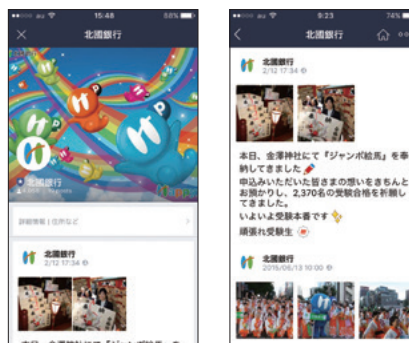 au 15:48 88%
北國銀行
北國銀行
詳細情報 | 住所など
北國銀行
2/12 17:34
au 9:23 74%
北國銀行
北國銀行
2/12 17:34
本日、金澤神社にて『ジャンボ絵馬』を奉
納してきました
申込みいただいた皆さまの想いをきちんと
お預かりし、2,370名の受験合格を祈願し
てきました。
いよいよ受験本番です
頑張れ受験生
北國銀行
2015/06/13 10:00